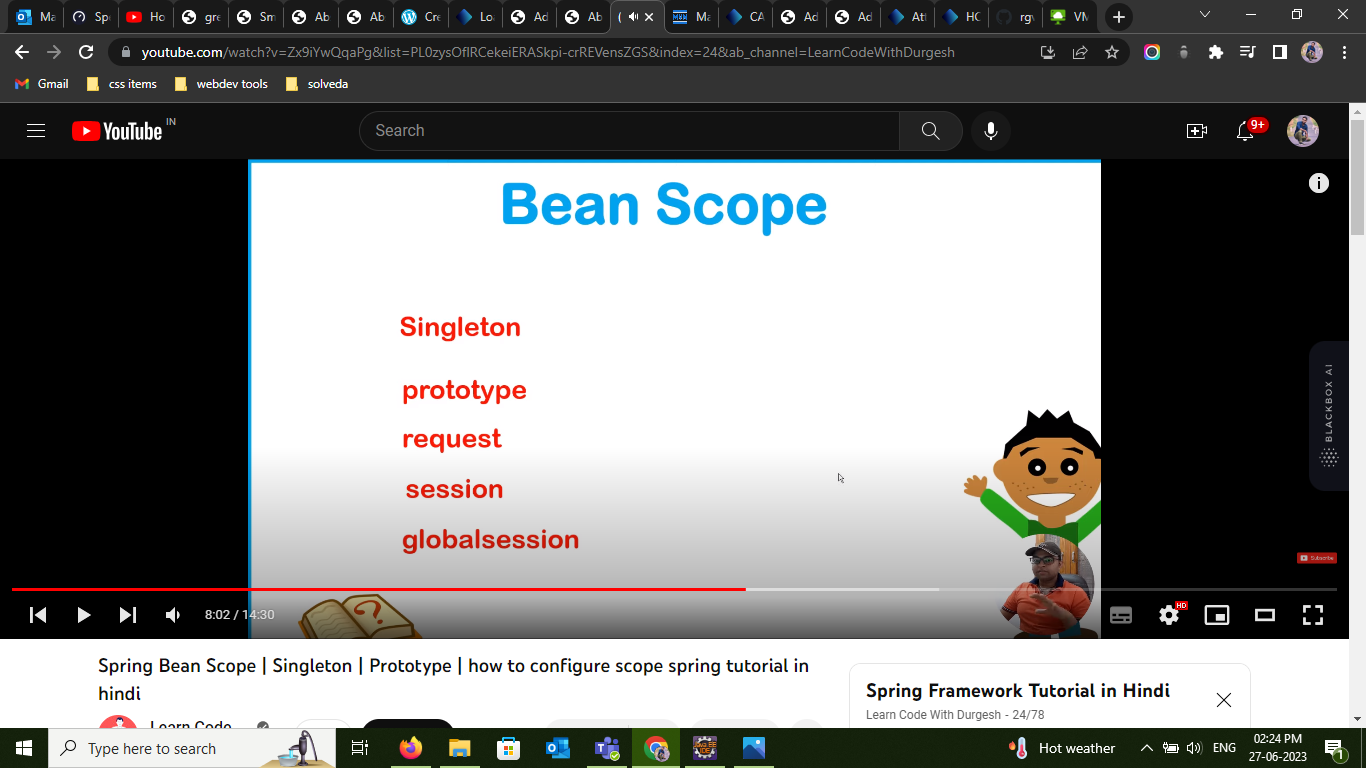 Ma
Sp
Ho
gre
Sm
Ab
Ab
Cre
Lo
Ad
Ab
(
Ma
CA
Ad
Ad
Att
HC
rgv
VM
youtube.com/watch?v=Zx9iYwQqaPg&list=PL0zysOflRCekeiERASkpi-crREVensZGS&index=24&ab_channel=LearnCodeWithDurgesh
Gmail
css items
webdev tools
solveda
YouTube IN
Search
9+
Bean Scope
Singleton
prototype
request
session
globalsession
BLACKBOX AI
Subscribe
8:02 / 14:30
HD
Spring Bean Scope | Singleton | Prototype | how to configure scope spring tutorial in
hindi
Learn Code
Spring Framework Tutorial in Hindi
Learn Code With Durgesh - 24/78
Type here to search
Hot weather
ENG
02:24 PM
27-06-2023
1